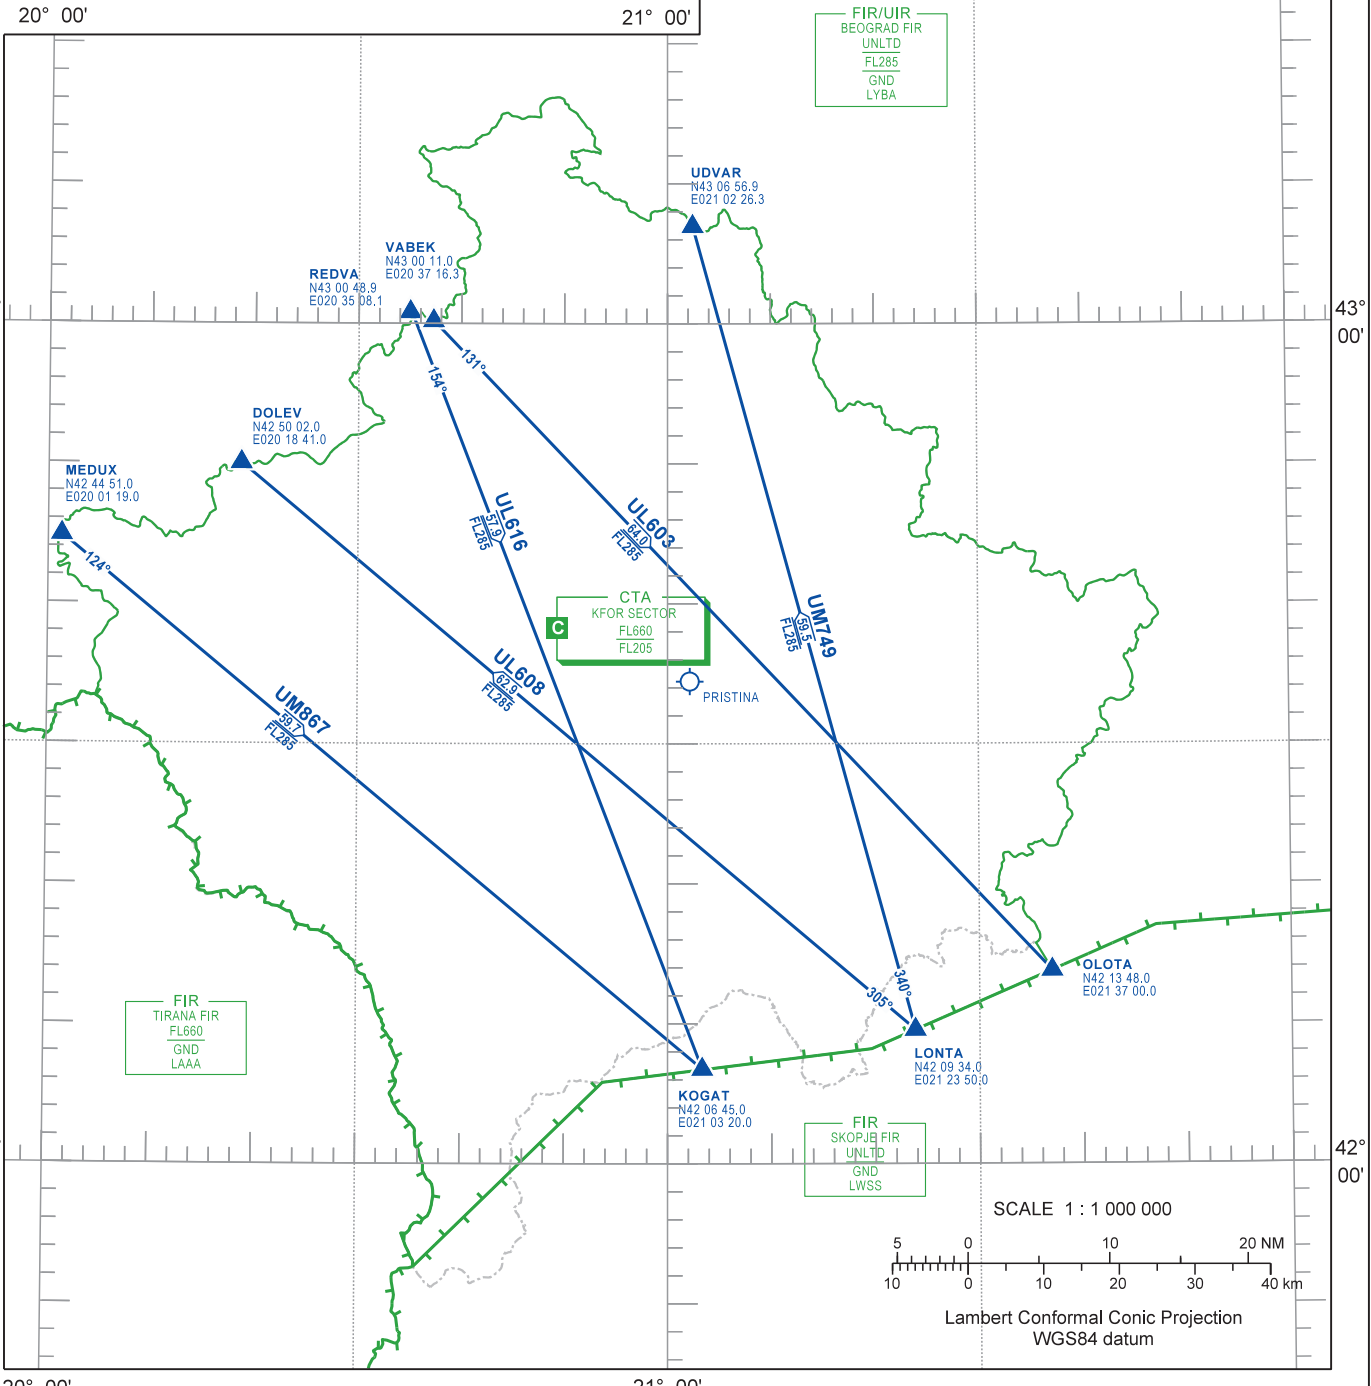 20° 00'
21° 00'
FIR/UIR
BEOGRAD FIR
UNLTD
FL285
GND
LYBA
UDVAR
N43 06 56.9
E021 02 26.3
VABEK
N43 00 11.0
E020 37 16.3
REDVA
N43 00 48.9
E020 35 08.1
43°
00'
131°
154°
DOLEV
N42 50 02.0
E020 18 41.0
MEDUX
N42 44 51.0
E020 01 19.0
124°
UL616
57.9
FL285
UL603
64.0
FL285
UM749
59.5
FL285
CTA
KFOR SECTOR
C
FL660
FL205
PRISTINA
UL608
62.9
FL285
UM867
59.7
FL285
340°
305°
OLOTA
N42 13 48.0
E021 37 00.0
FIR
TIRANA FIR
FL660
GND
LAAA
LONTA
N42 09 34.0
E021 23 50.0
KOGAT
N42 06 45.0
E021 03 20.0
FIR
SKOPJE FIR
UNLTD
GND
LWSS
42°
00'
SCALE 1 : 1 000 000
5 0 10 20 NM
10 0 10 20 30 40 km
Lambert Conformal Conic Projection
WGS84 datum
20° 00'
21° 00'